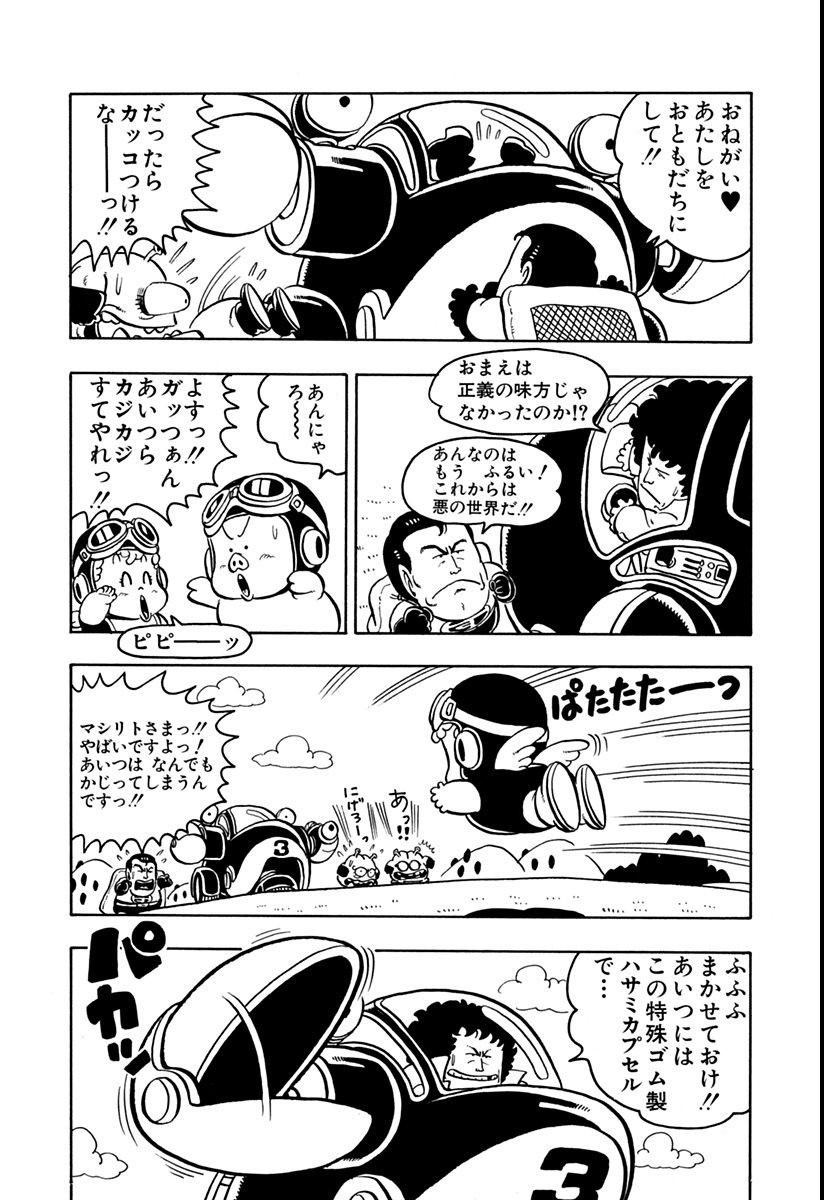 おねがい♥
あたしを
おともだちに
して!!
だったら
カッコつける
なーーっ!!
おまえは
正義の味方じゃ
なかったのか!?
あんなのは
もう ふるい!
これからは
悪の世界だ!!
あんにゃ
ろ〜〜
よすっ!!
ガッつぁん
あいつら
カジカジ
すてやれっ!!
ピピーーッ
ぱたたたーっ
あっ!!
にげろーっ
マシリトさまっ!!
やばいですよっ!
あいつは なんでも
かじってしまうん
ですっ!!
3
ふふふ
まかせておけ!!
あいつには
この特殊ゴム製
ハサミカプセル
で…
パカッ
3